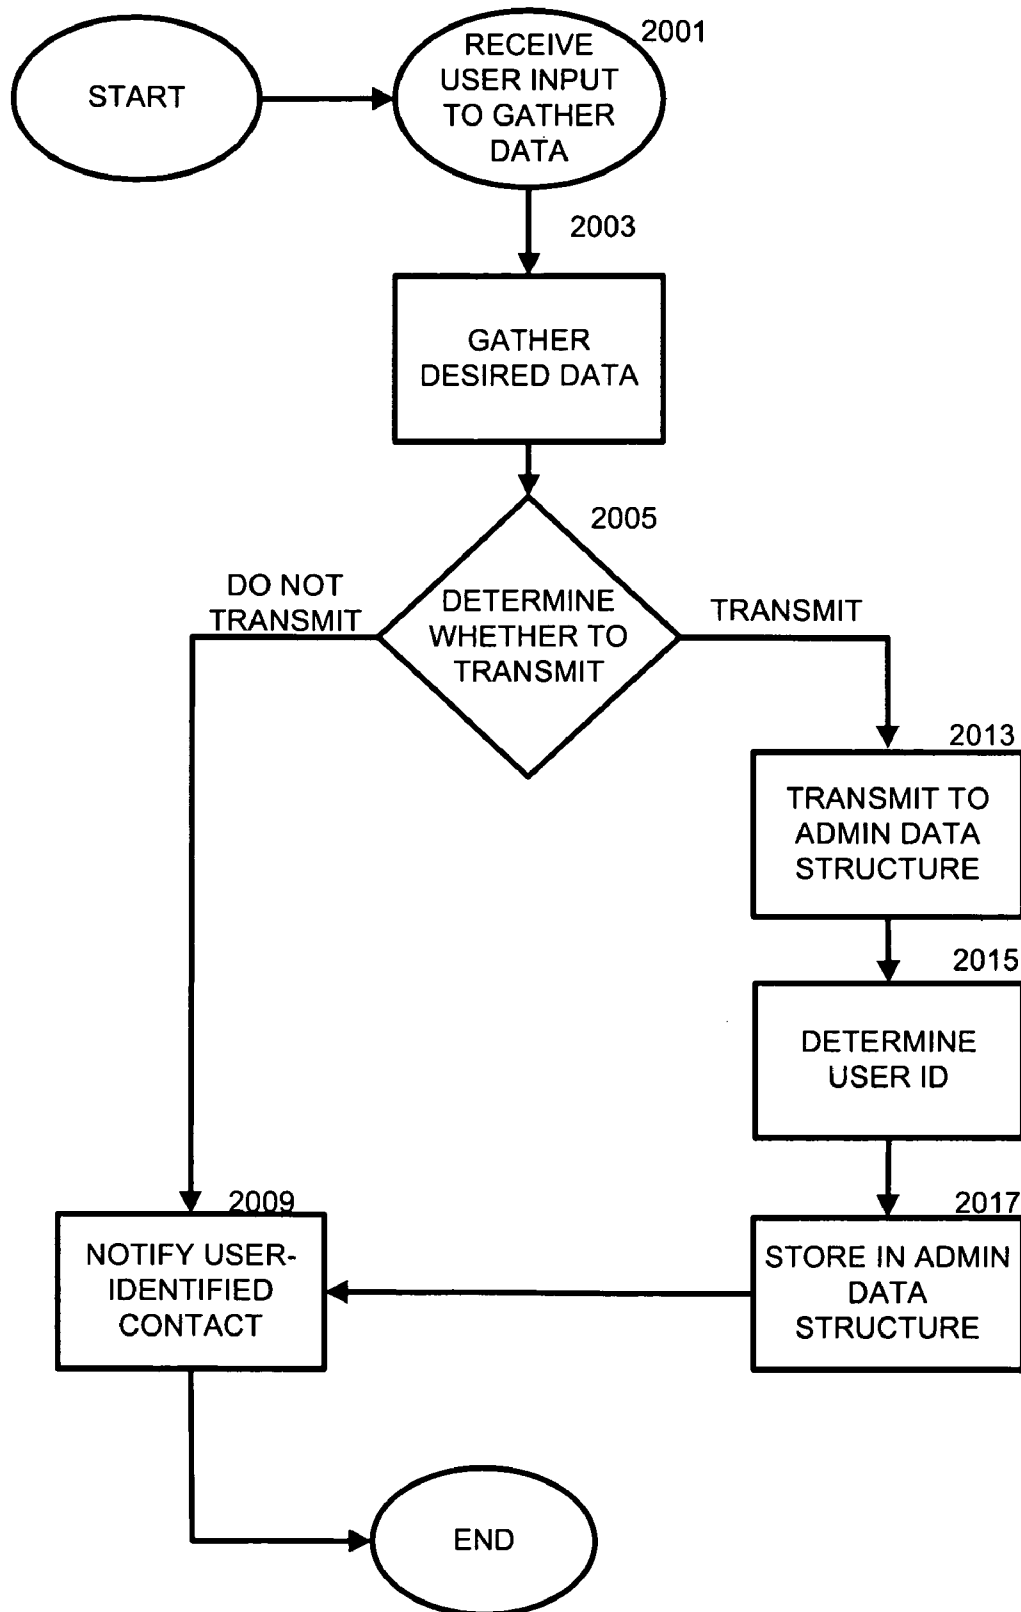 START
2001
RECEIVE
USER INPUT
TO GATHER
DATA
2003
GATHER
DESIRED DATA
2005
DETERMINE
WHETHER TO
TRANSMIT
DO NOT
TRANSMIT
TRANSMIT
2013
TRANSMIT TO
ADMIN DATA
STRUCTURE
2015
DETERMINE
USER ID
2017
STORE IN ADMIN
DATA
STRUCTURE
2009
NOTIFY USER-
IDENTIFIED
CONTACT
END